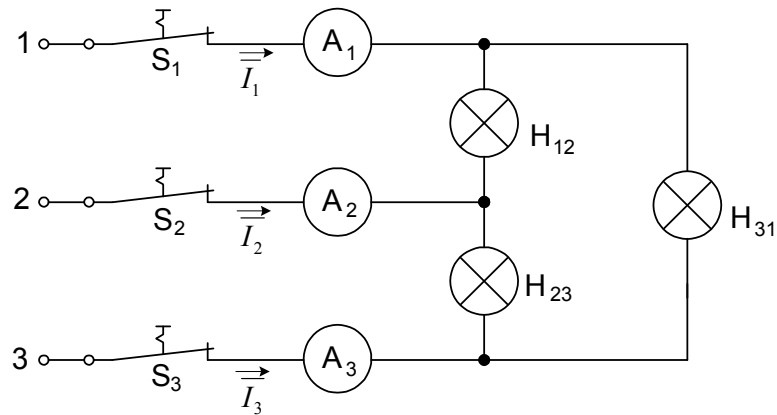 1 S₁ I₁ A₁
H₁₂
2 S₂ I₂ A₂
H₃₁
H₂₃
3 S₃ I₃ A₃